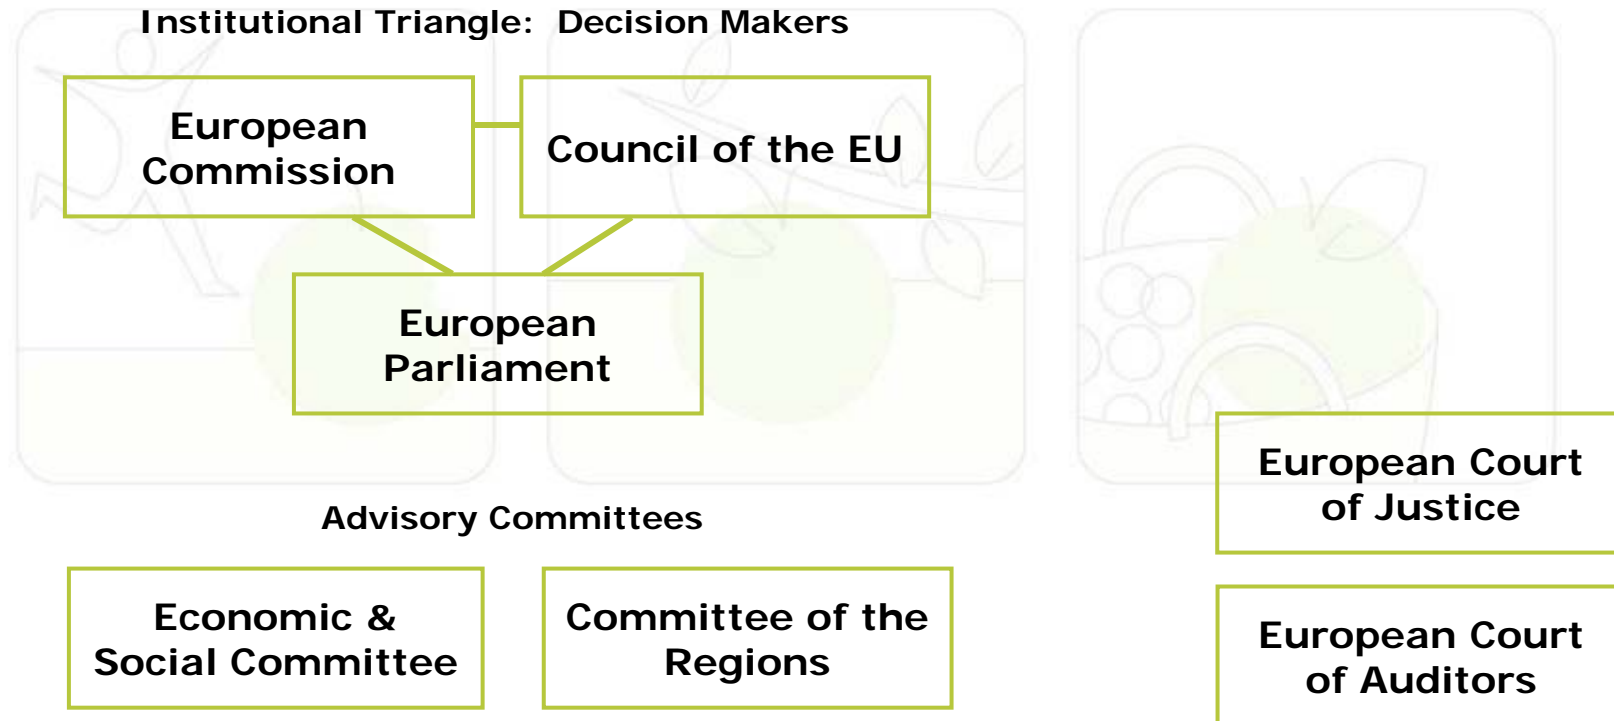 Institutional Triangle: Decision Makers
European
Commission
Council of the EU
European
Parliament
European Court
of Justice
Advisory Committees
Economic &
Social Committee
Committee of the
Regions
European Court
of Auditors